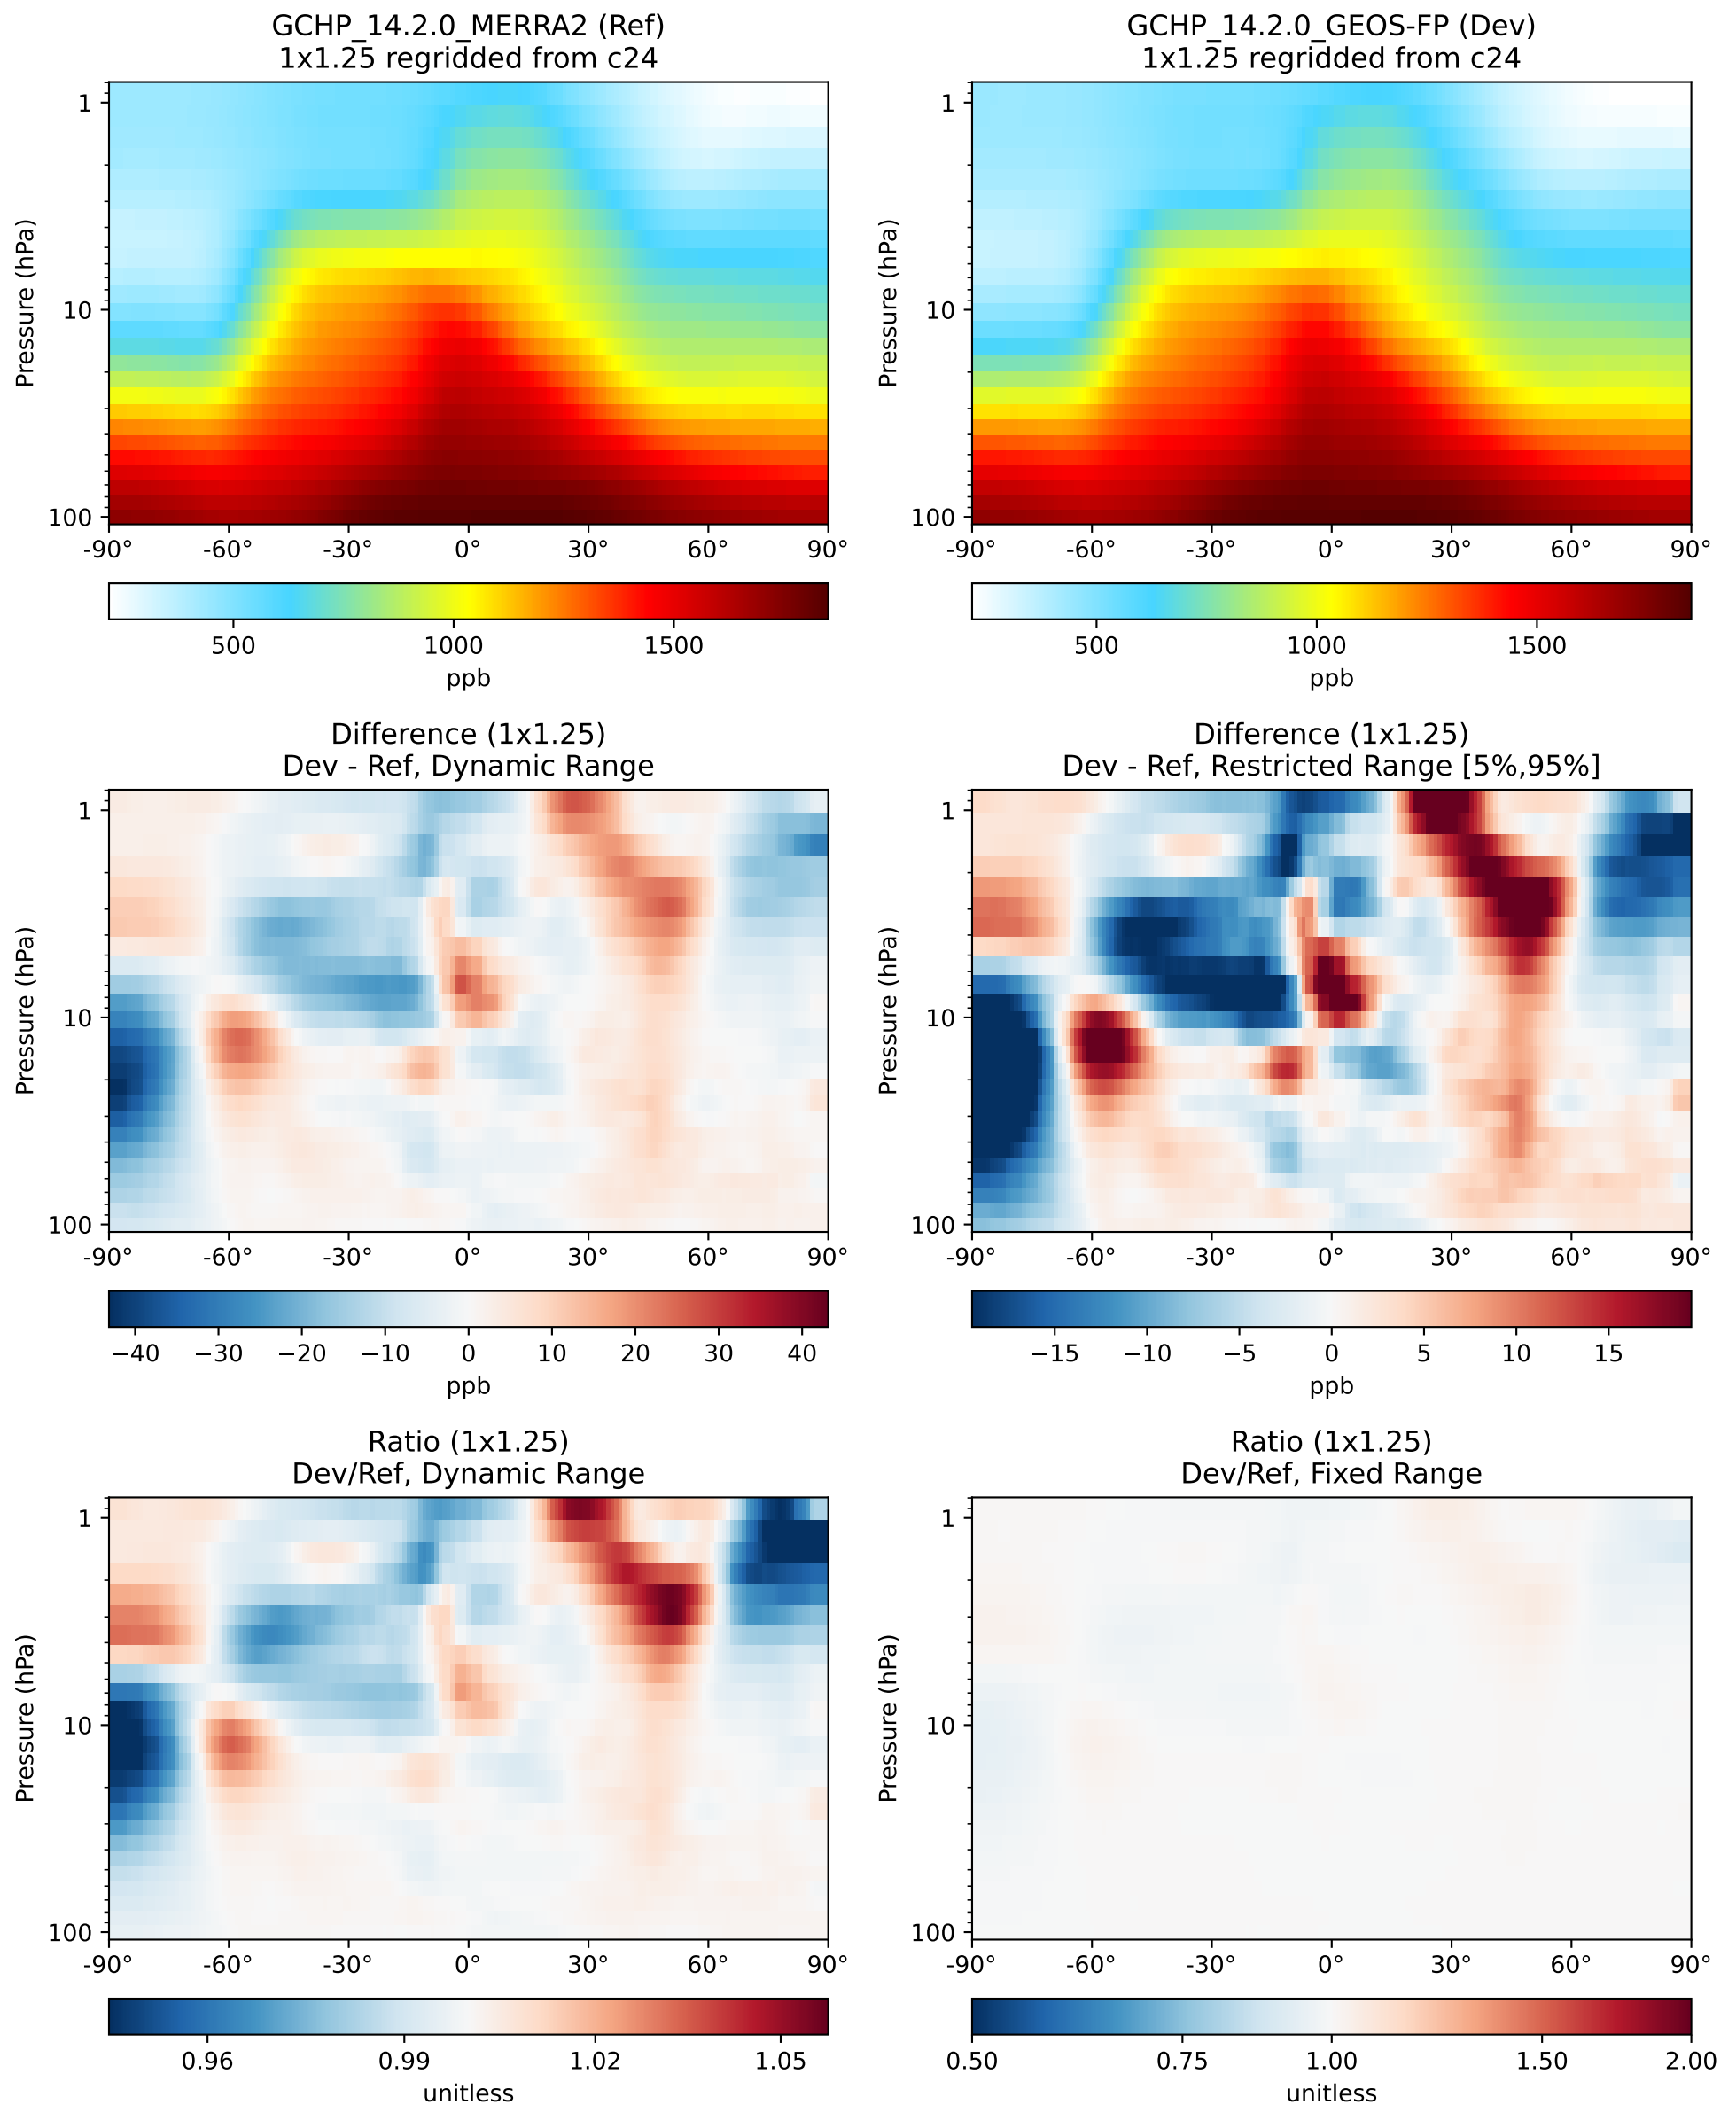 GCHP_14.2.0_MERRA2 (Ref)
1x1.25 regridded from c24
Pressure (hPa)
1
10
100
-90° -60° -30° 0° 30° 60° 90°
500 1000 1500
ppb
GCHP_14.2.0_GEOS-FP (Dev)
1x1.25 regridded from c24
Pressure (hPa)
1
10
100
-90° -60° -30° 0° 30° 60° 90°
500 1000 1500
ppb
Difference (1x1.25)
Dev - Ref, Dynamic Range
Pressure (hPa)
1
10
100
-90° -60° -30° 0° 30° 60° 90°
−40 −30 −20 −10 0 10 20 30 40
ppb
Difference (1x1.25)
Dev - Ref, Restricted Range [5%,95%]
Pressure (hPa)
1
10
100
-90° -60° -30° 0° 30° 60° 90°
−15 −10 −5 0 5 10 15
ppb
Ratio (1x1.25)
Dev/Ref, Dynamic Range
Pressure (hPa)
1
10
100
-90° -60° -30° 0° 30° 60° 90°
0.96 0.99 1.02 1.05
unitless
Ratio (1x1.25)
Dev/Ref, Fixed Range
Pressure (hPa)
1
10
100
-90° -60° -30° 0° 30° 60° 90°
0.50 0.75 1.00 1.50 2.00
unitless